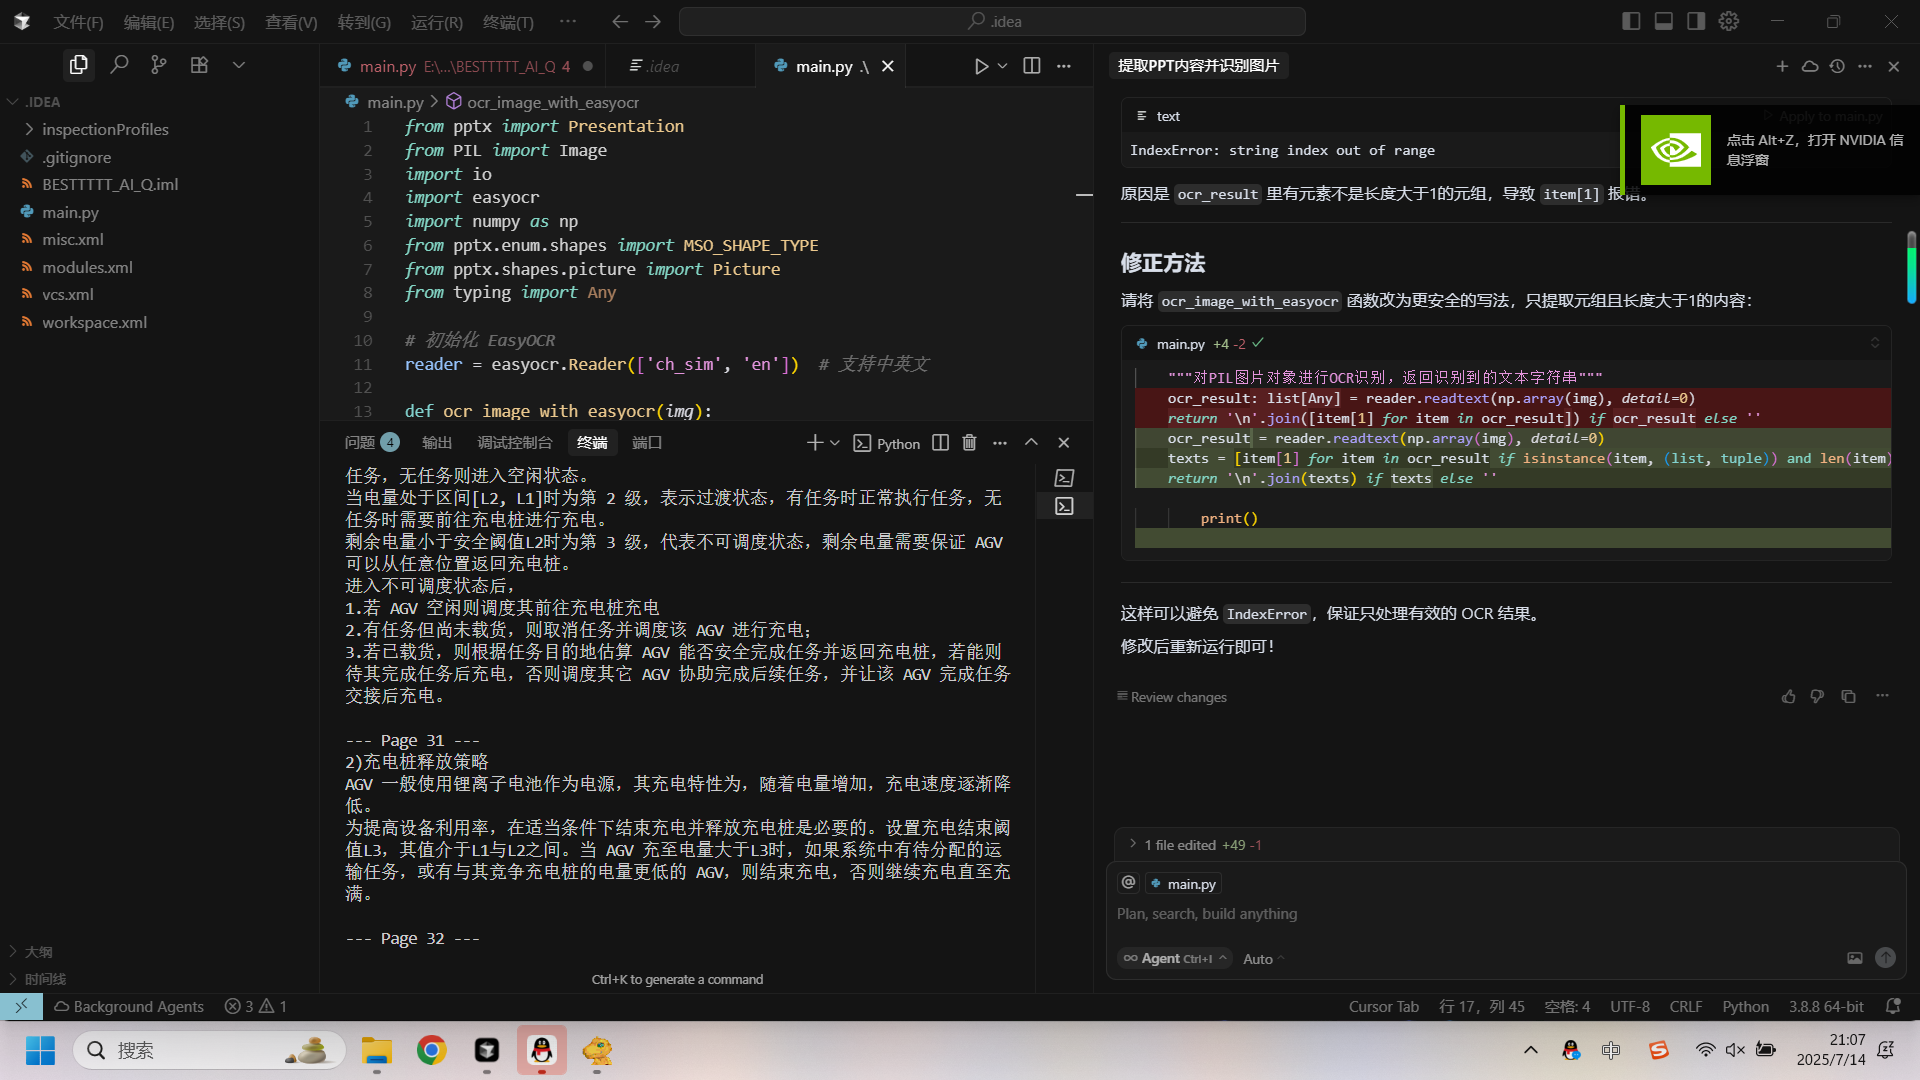 文件(F) 编辑(E) 选择(S) 查看(V) 转到(G) 运行(R) 终端(T) ··· .idea
.IDEA
inspectionProfiles
.gitignore
BESTTTTT_AI_Q.iml
main.py
misc.xml
modules.xml
vcs.xml
workspace.xml
大纲
时间线
main.py E:\...\BESTTTTT_AI_Q 4 .idea main.py .\
main.py > ocr_image_with_easyocr
1 from pptx import Presentation
2 from PIL import Image
3 import io
4 import easyocr
5 import numpy as np
6 from pptx.enum.shapes import MSO_SHAPE_TYPE
7 from pptx.shapes.picture import Picture
8 from typing import Any
9
10 # 初始化 EasyOCR
11 reader = easyocr.Reader(['ch_sim', 'en']) # 支持中英文
12
13 def ocr_image_with_easyocr(img):
问题 4 输出 调试控制台 终端 端口 Python
任务，无任务则进入空闲状态。
当电量处于区间[L2, L1]时为第 2 级，表示过渡状态，有任务时正常执行任务，无
任务时需要前往充电桩进行充电。
剩余电量小于安全阈值L2时为第 3 级，代表不可调度状态，剩余电量需要保证 AGV
可以从任意位置返回充电桩。
进入不可调度状态后，
1.若 AGV 空闲则调度其前往充电桩充电
2.有任务但尚未载货，则取消任务并调度该 AGV 进行充电；
3.若已载货，则根据任务目的地估算 AGV 能否安全完成任务并返回充电桩，若能则
待其完成任务后充电，否则调度其它 AGV 协助完成后续任务，并让该 AGV 完成任务
交接后充电。
--- Page 31 ---
2)充电桩释放策略
AGV 一般使用锂离子电池作为电源，其充电特性为，随着电量增加，充电速度逐渐降
低。
为提高设备利用率，在适当条件下结束充电并释放充电桩是必要的。设置充电结束阈
值L3，其值介于L1与L2之间。当 AGV 充至电量大于L3时，如果系统中有待分配的运
输任务，或有与其竞争充电桩的电量更低的 AGV，则结束充电，否则继续充电直至充
满。
--- Page 32 ---
Ctrl+K to generate a command
提取PPT内容并识别图片
text
Apply to main.py
IndexError: string index out of range
点击 Alt+Z，打开 NVIDIA 信
息浮窗
原因是 ocr_result 里有元素不是长度大于1的元组，导致 item[1] 报错。
修正方法
请将 ocr_image_with_easyocr 函数改为更安全的写法，只提取元组且长度大于1的内容：
main.py +4 -2
"""对PIL图片对象进行OCR识别，返回识别到的文本字符串"""
ocr_result: list[Any] = reader.readtext(np.array(img), detail=0)
return '\n'.join([item[1] for item in ocr_result]) if ocr_result else ''
ocr_result = reader.readtext(np.array(img), detail=0)
texts = [item[1] for item in ocr_result if isinstance(item, (list, tuple)) and len(item)
return '\n'.join(texts) if texts else ''
print()
这样可以避免 IndexError，保证只处理有效的 OCR 结果。
修改后重新运行即可！
Review changes
1 file edited +49 -1
@ main.py
Plan, search, build anything
Agent Ctrl+I Auto
Background Agents 3 1 Cursor Tab 行 17，列 45 空格: 4 UTF-8 CRLF Python 3.8.8 64-bit
搜索
中
21:07
2025/7/14